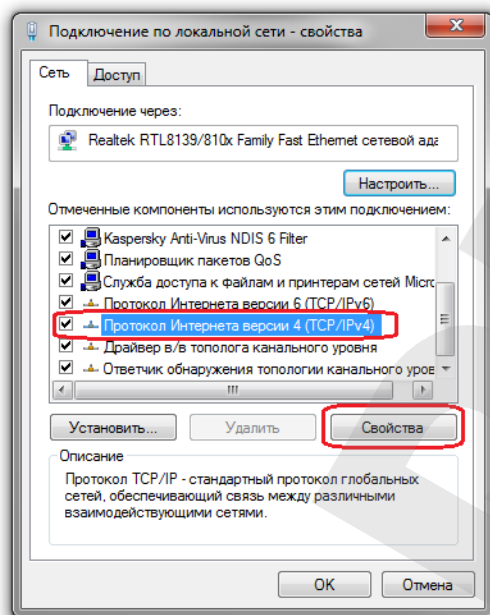 Подключение по локальной сети - свойства
Сеть
Доступ
Подключение через:
Realtek RTL8139/810x Family Fast Ethernet сетевой ада
Настроить...
Отмеченные компоненты используются этим подключением:
Kaspersky Anti-Virus NDIS 6 Filter
Планировщик пакетов QoS
Служба доступа к файлам и принтерам сетей Micro
Протокол Интернета версии 6 (TCP/IPv6)
Протокол Интернета версии 4 (TCP/IPv4)
Драйвер в/в тополога канального уровня
Ответчик обнаружения топологии канального уров
Установить...
Удалить
Свойства
Описание
Протокол TCP/IP - стандартный протокол глобальных
сетей, обеспечивающий связь между различными
взаимодействующими сетями.
OK
Отмена